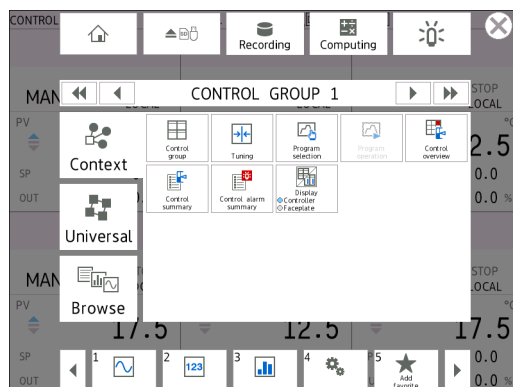 CONTROL
Recording
Computing
MAN
STOP
CONTROL GROUP 1
LOCAL
LOCAL
LOCAL
PV
°C
Context
Control
group
Tuning
Program
selection
Program
operation
Control
overview
2.5
SP
0.0
OUT
0.0 %
Control
summary
Control alarm
summary
Display
Controller
Faceplate
Universal
MAN
STOP
LOCAL
PV
°C
Browse
17.5
12.5
17.5
SP
0.0
OUT
0.0 %
1
2
123
3
4
5
Add
favorite